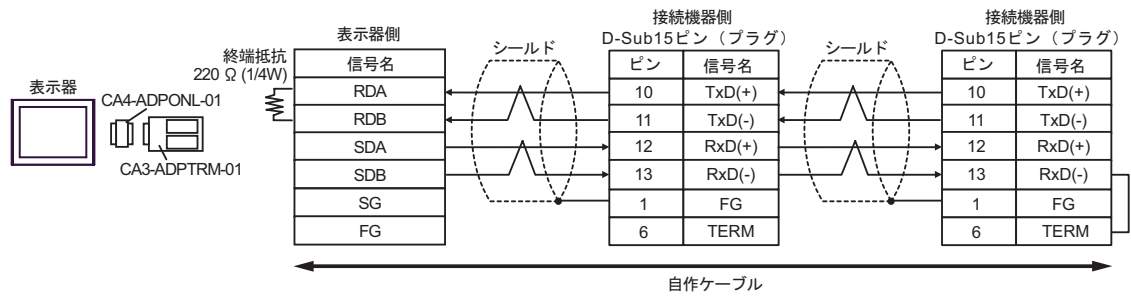 表示器
CA4-ADPONL-01
CA3-ADPTRM-01
終端抵抗
220 Ω (1/4W)
表示器側
信号名
RDA
RDB
SDA
SDB
SG
FG
シールド
接続機器側
D-Sub15ピン（プラグ）
ピン 信号名
10 TxD(+)
11 TxD(-)
12 RxD(+)
13 RxD(-)
1 FG
6 TERM
シールド
接続機器側
D-Sub15ピン（プラグ）
ピン 信号名
10 TxD(+)
11 TxD(-)
12 RxD(+)
13 RxD(-)
1 FG
6 TERM
自作ケーブル